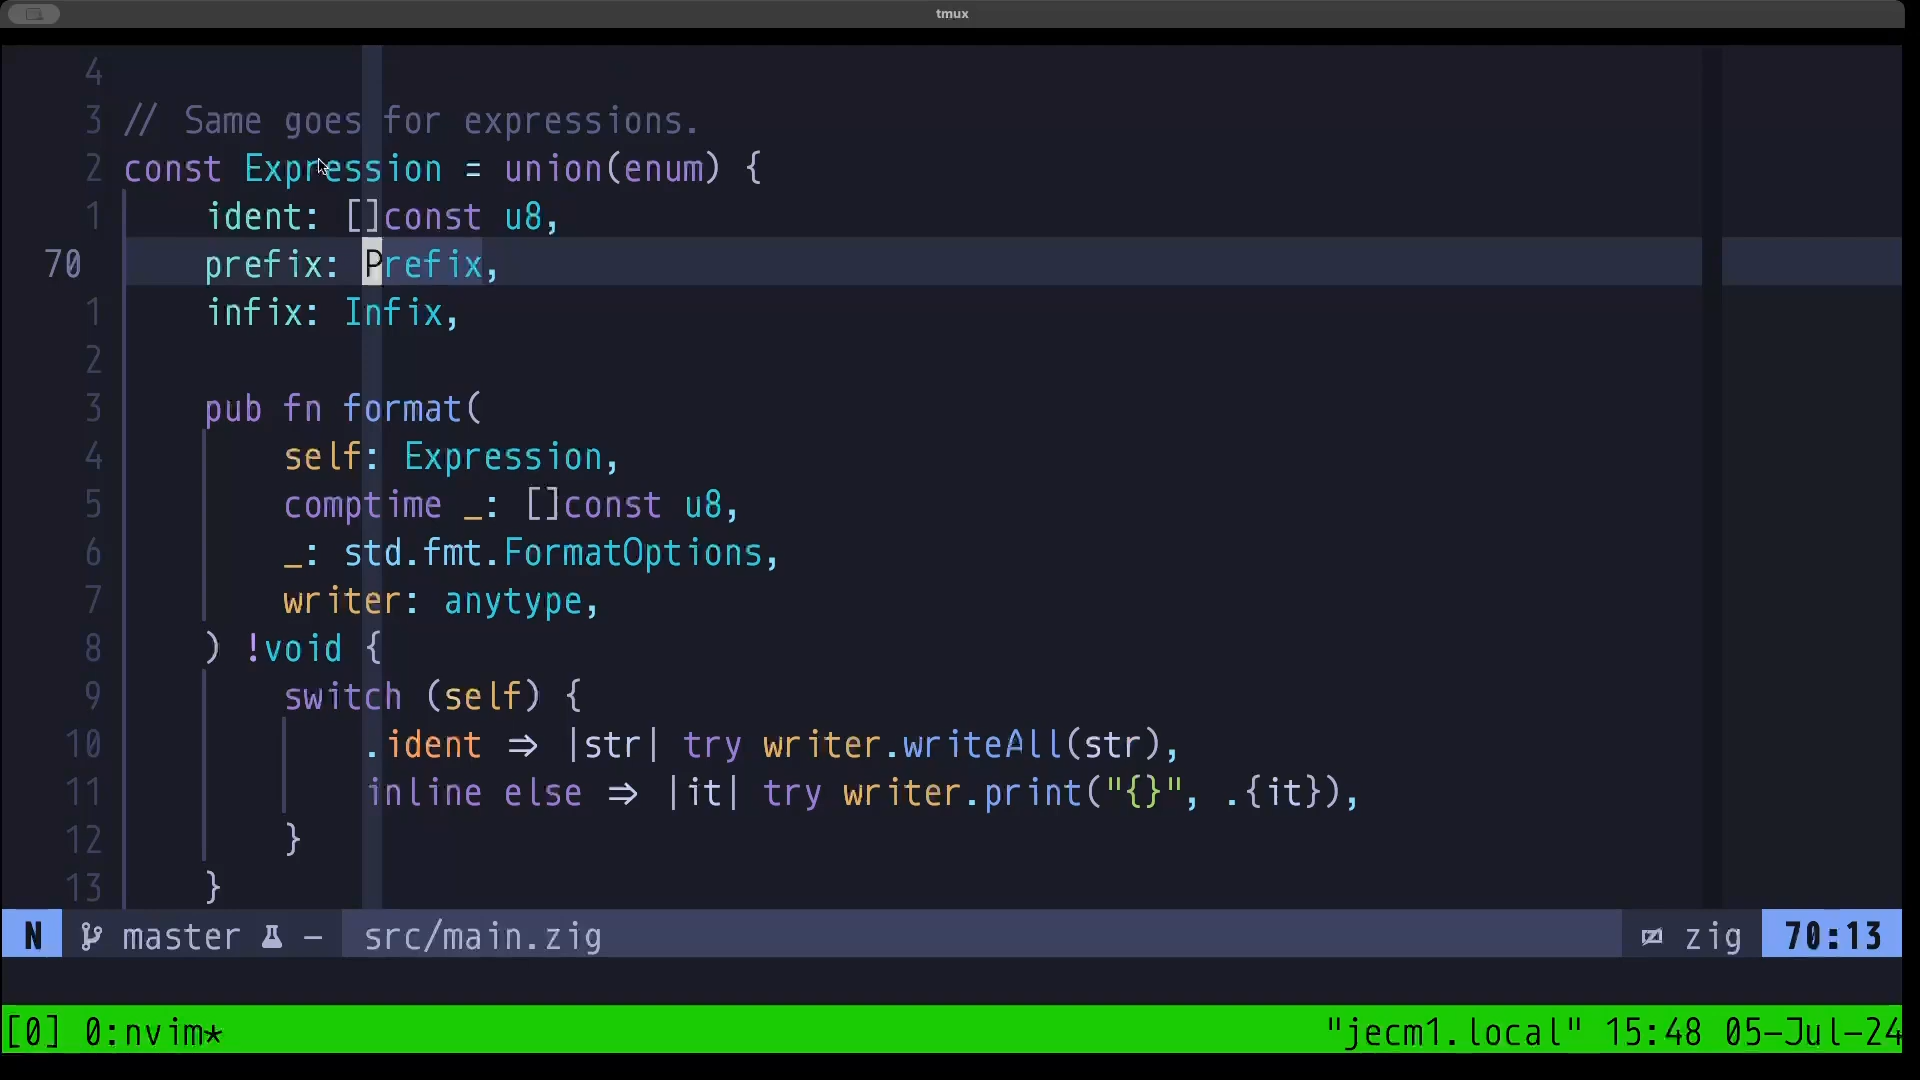 tmux
4
3 // Same goes for expressions.
2 const Expression = union(enum) {
1 ident: []const u8,
70 prefix: Prefix,
1 infix: Infix,
2
3 pub fn format(
4 self: Expression,
5 comptime _: []const u8,
6 _: std.fmt.FormatOptions,
7 writer: anytype,
8 ) !void {
9 switch (self) {
10 .ident ⇒ |str| try writer.writeAll(str),
11 inline else ⇒ |it| try writer.print("{}", .{it}),
12 }
13 }
N master – src/main.zig zig 70:13
[0] 0:nvim* "jecm1.local" 15:48 05-Jul-24